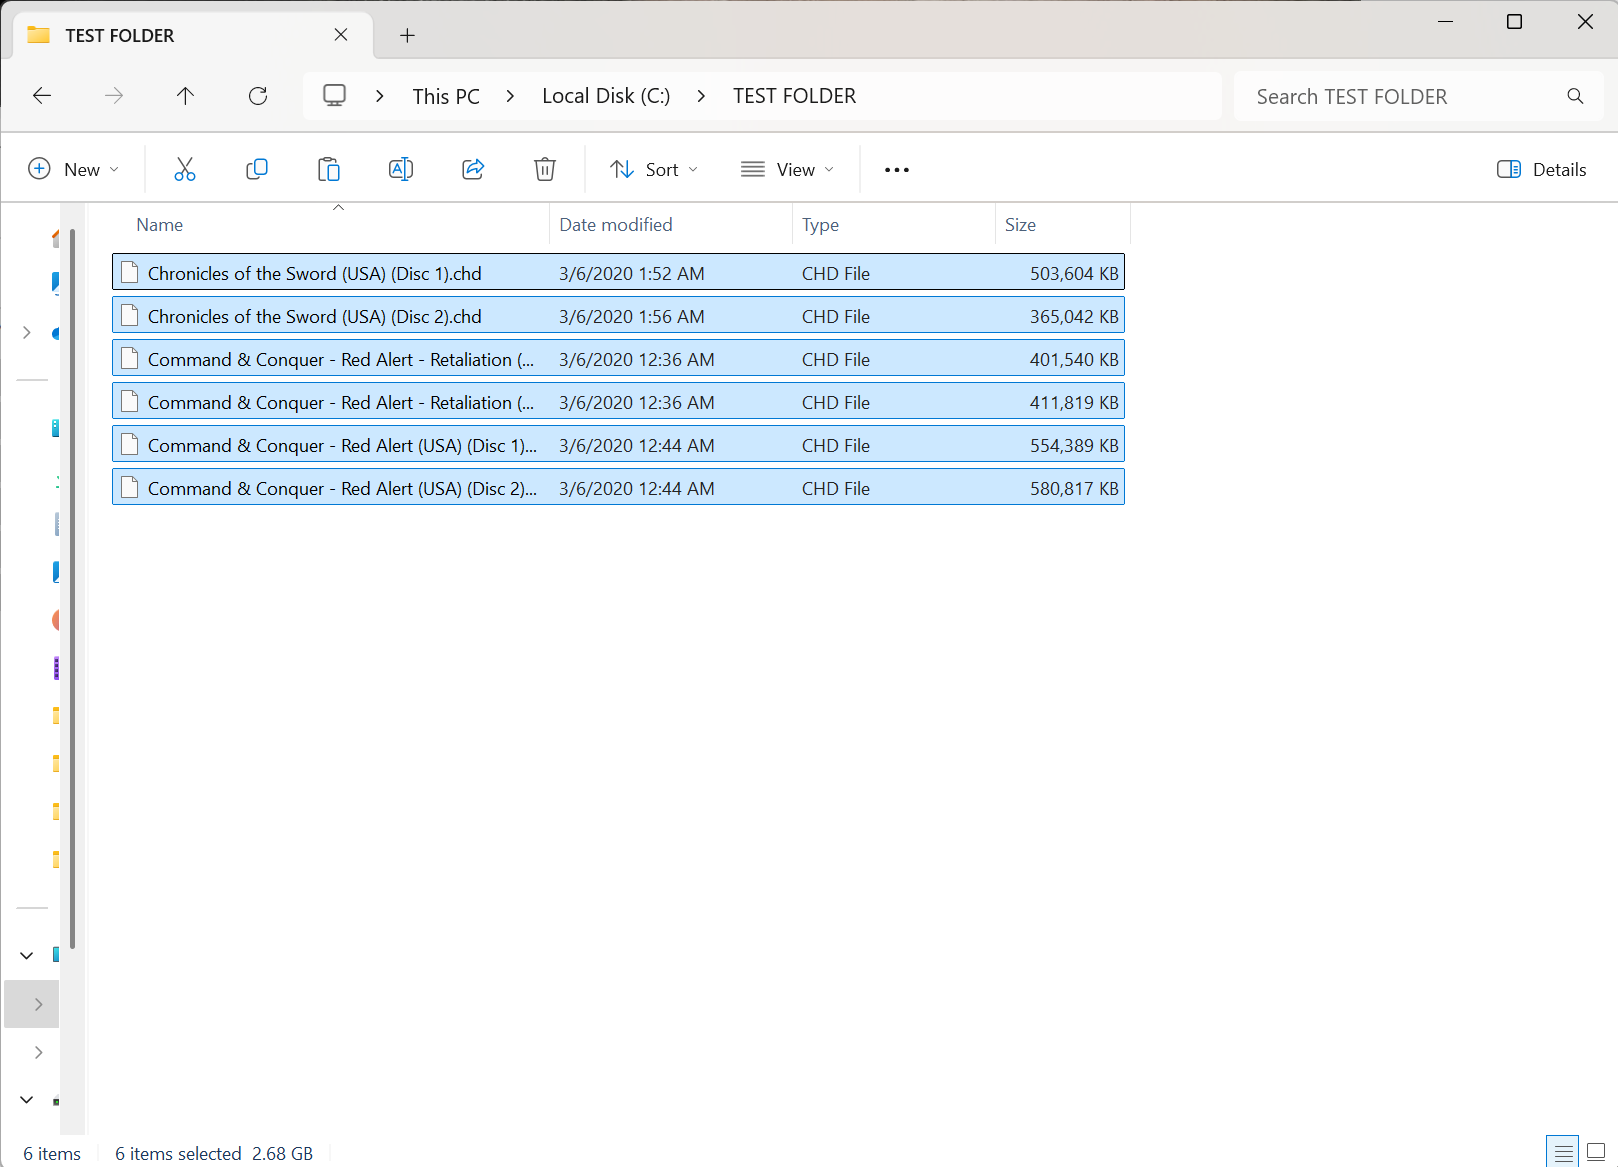 TEST FOLDER
This PC > Local Disk (C:) > TEST FOLDER
Search TEST FOLDER
New
Sort
View
Details
Name Date modified Type Size
Chronicles of the Sword (USA) (Disc 1).chd 3/6/2020 1:52 AM CHD File 503,604 KB
Chronicles of the Sword (USA) (Disc 2).chd 3/6/2020 1:56 AM CHD File 365,042 KB
Command & Conquer - Red Alert - Retaliation (... 3/6/2020 12:36 AM CHD File 401,540 KB
Command & Conquer - Red Alert - Retaliation (... 3/6/2020 12:36 AM CHD File 411,819 KB
Command & Conquer - Red Alert (USA) (Disc 1)... 3/6/2020 12:44 AM CHD File 554,389 KB
Command & Conquer - Red Alert (USA) (Disc 2)... 3/6/2020 12:44 AM CHD File 580,817 KB
6 items 6 items selected 2.68 GB